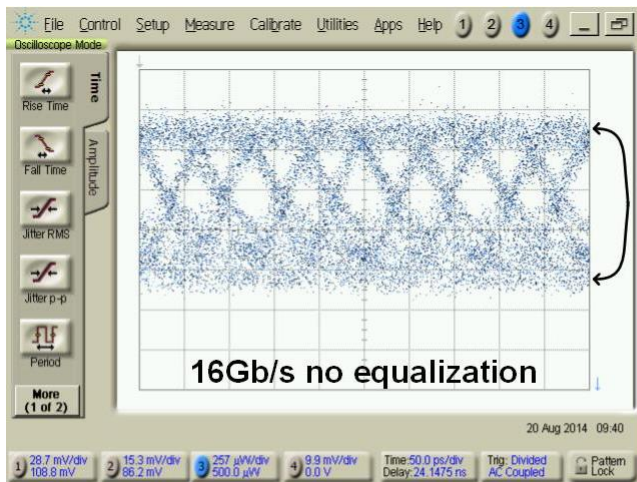 File Control Setup Measure Calibrate Utilities Apps Help 1 2 3 4
Oscilloscope Mode
Time
Amplitude
Rise Time
Fall Time
Jitter RMS
Jitter p-p
Period
More
(1 of 2)
16Gb/s no equalization
20 Aug 2014 09:40
1 28.7 mV/div
108.8 mV
2 15.3 mV/div
86.2 mV
3 257 µW/div
500.0 µW
4 9.9 mV/div
0.0 V
Time:50.0 ps/div
Delay:24.1475 ns
Trig: Divided
AC Coupled
Pattern
Lock